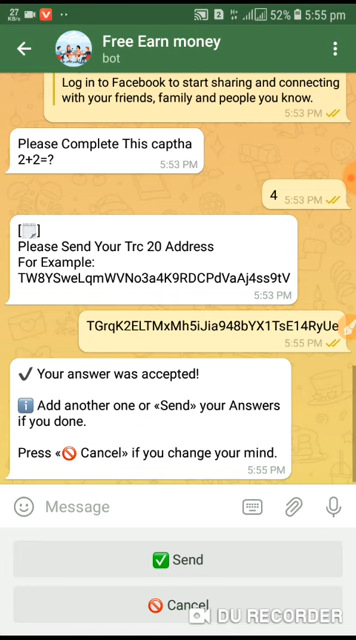 27
KB/s
52% 5:55 pm
Free Earn money
bot
Log in to Facebook to start sharing and connecting
with your friends, family and people you know.
5:53 PM
Please Complete This captha
2+2=?
5:53 PM
4
5:53 PM
Please Send Your Trc 20 Address
For Example:
TW8YSweLqmWVNo3a4K9RDCPdVaAj4ss9tV
5:53 PM
TGrqK2ELTMxMh5iJia948bYX1TsE14RyUe
5:55 PM
✔ Your answer was accepted!
ℹ Add another one or «Send» your Answers
if you done.
Press «🚫 Cancel» if you change your mind.
5:55 PM
Message
✅ Send
🚫 Cancel
DU RECORDER